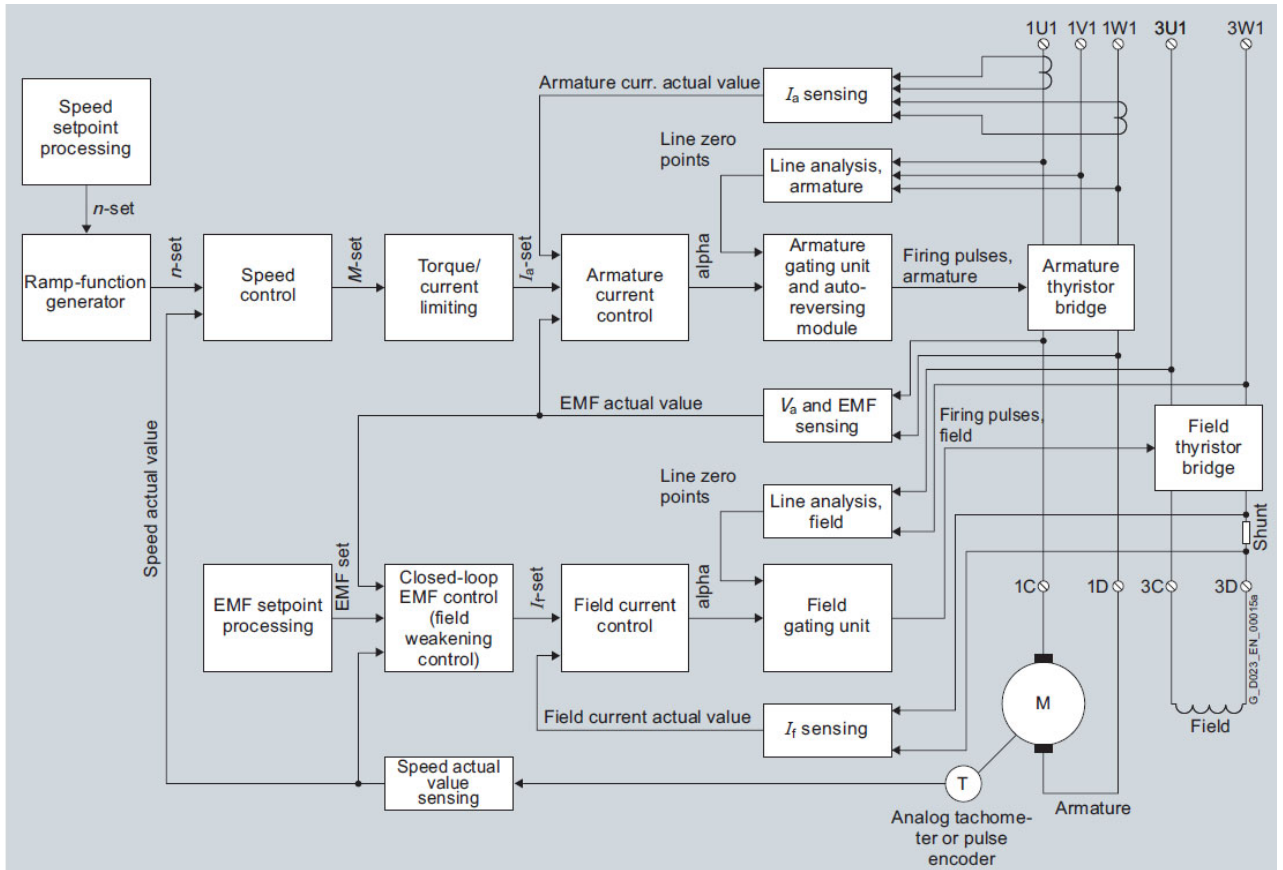 1U1 1V1 1W1 3U1 3W1
Armature curr. actual value
Ia sensing
Speed
setpoint
processing
Line zero
points
Line analysis,
armature
n-set
Ramp-function
generator
n-set
Speed
control
M-set
Torque/
current
limiting
Ia-set
Armature
current
control
alpha
Armature
gating unit
and auto-
reversing
module
Firing pulses,
armature
Armature
thyristor
bridge
EMF actual value
Va and EMF
sensing
Firing pulses,
field
Field
thyristor
bridge
Speed actual value
Line zero
points
Line analysis,
field
Shunt
EMF setpoint
processing
EMF set
Closed-loop
EMF control
(field
weakening
control)
If-set
Field current
control
alpha
Field
gating unit
1C 1D 3C 3D
G_D023_EN_00015a
Field current actual value
If sensing
M
Field
Speed actual
value
sensing
T
Armature
Analog tachome-
ter or pulse
encoder